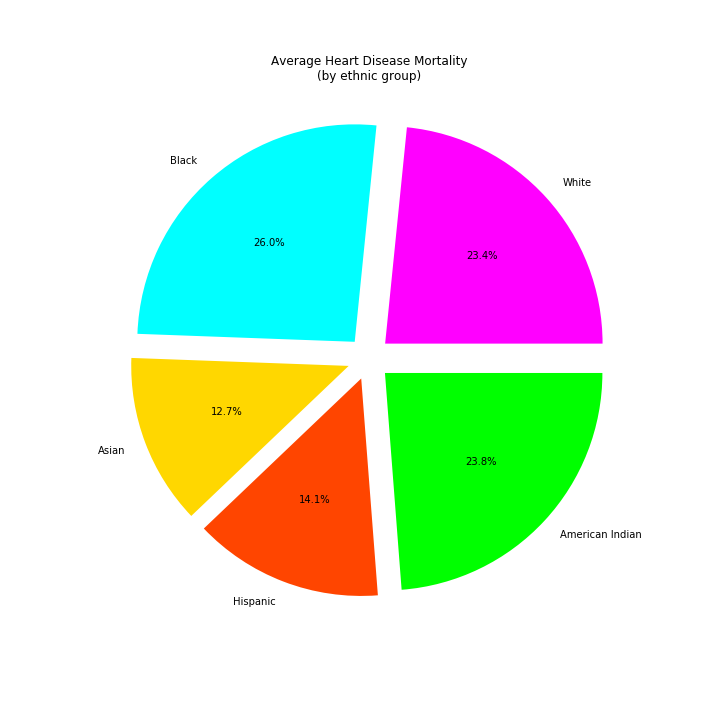 Average Heart Disease Mortality
(by ethnic group)
Black
White
26.0%
23.4%
12.7%
Asian
14.1%
23.8%
American Indian
Hispanic